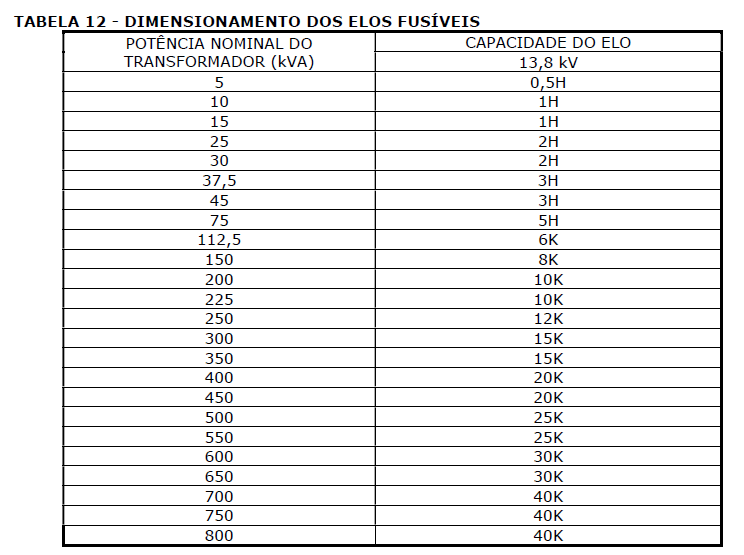 TABELA 12 - DIMENSIONAMENTO DOS ELOS FUSÍVEIS
POTÊNCIA NOMINAL DO TRANSFORMADOR (kVA) CAPACIDADE DO ELO
13,8 kV
5 0,5H
10 1H
15 1H
25 2H
30 2H
37,5 3H
45 3H
75 5H
112,5 6K
150 8K
200 10K
225 10K
250 12K
300 15K
350 15K
400 20K
450 20K
500 25K
550 25K
600 30K
650 30K
700 40K
750 40K
800 40K